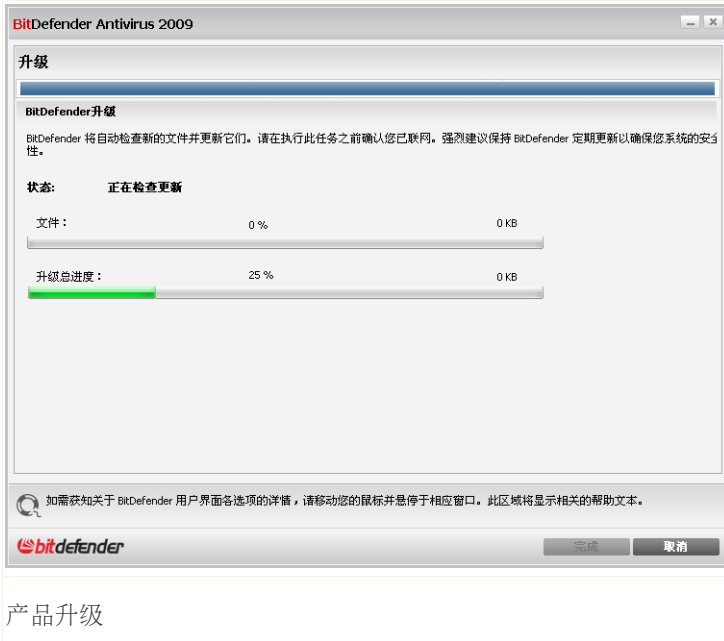 BitDefender Antivirus 2009
升级
BitDefender升级
BitDefender 将自动检查新的文件并更新它们。请在执行此任务之前确认您已联网。强烈建议保持 BitDefender 定期更新以确保您系统的安全
性。
状态: 正在检查更新
文件： 0 % 0 KB
升级总进度： 25 % 0 KB
如需获知关于 BitDefender 用户界面各选项的详情，请移动您的鼠标并悬停于相应窗口。此区域将显示相关的帮助文本。
bitdefender
完成 取消
产品升级